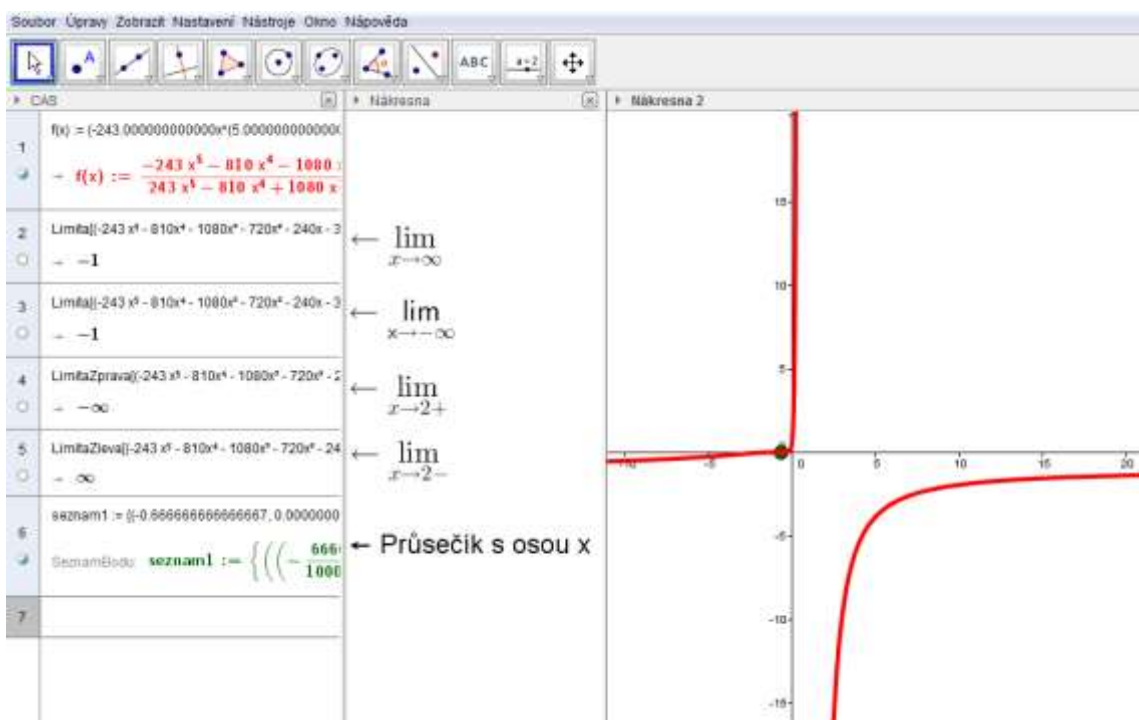 Soubor Úpravy Zobrazit Nastavení Nástroje Okno Nápověda
A ABC a=2
CAS Nákresna Nákresna 2
1 f(x) := (-243.000000000000x^(5.000000000000
→ f(x) := (-243 x⁵ - 810 x⁴ - 1080
243 x⁵ - 810 x⁴ + 1080 x
2 Limita[(-243 x⁵ - 810x⁴ - 1080x³ - 720x² - 240x - 3
→ -1
← lim x→∞
3 Limita[(-243 x⁵ - 810x⁴ - 1080x³ - 720x² - 240x - 3
→ -1
← lim x→-∞
4 LimitaZprava[(-243 x⁵ - 810x⁴ - 1080x³ - 720x² - 2
→ -∞
← lim x→2+
5 LimitaZleva[(-243 x⁵ - 810x⁴ - 1080x³ - 720x² - 24
→ ∞
← lim x→2-
6 seznam1 := {(-0.666666666666667, 0.0000000
SeznamBodu: seznam1 := {((- 666
1000
← Průsečík s osou x
7
15
10
5
-10 -5 0 5 10 15 20
-5
-10
-15